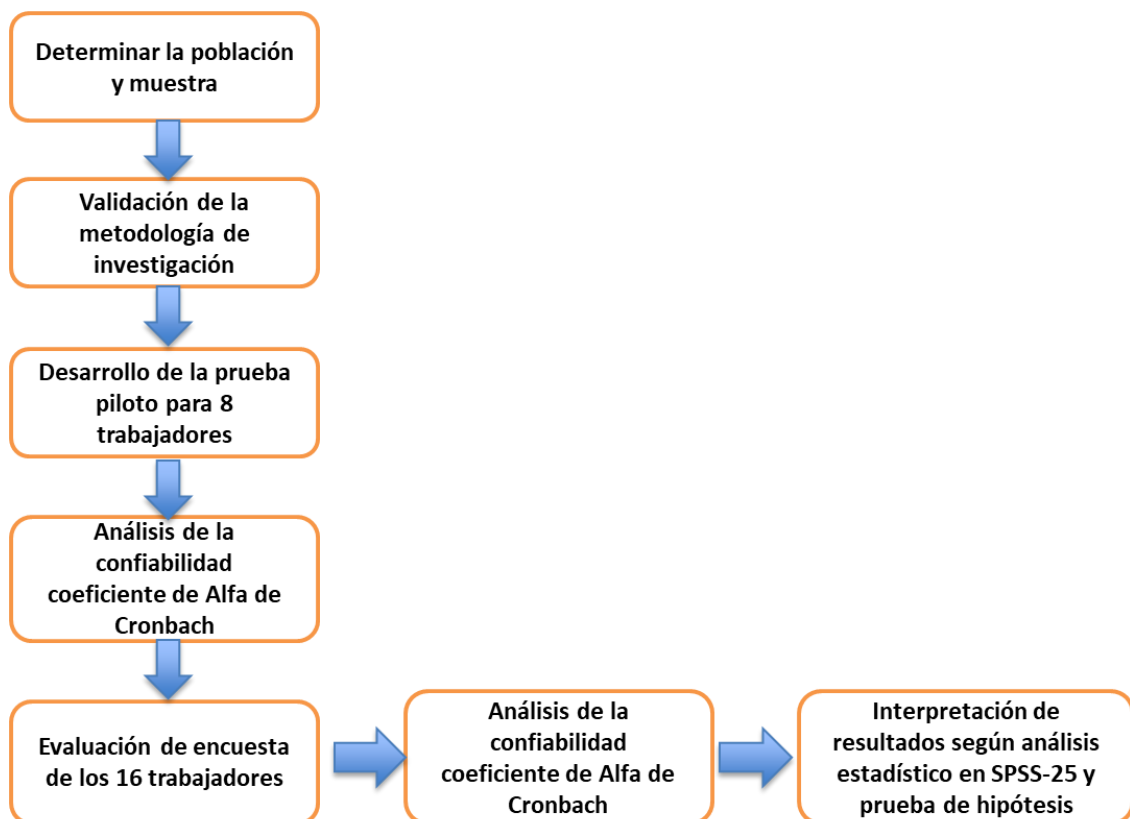 Determinar la población
y muestra
Validación de la
metodología de
investigación
Desarrollo de la prueba
piloto para 8
trabajadores
Análisis de la
confiabilidad
coeficiente de Alfa de
Cronbach
Evaluación de encuesta
de los 16 trabajadores
Análisis de la
confiabilidad
coeficiente de Alfa de
Cronbach
Interpretación de
resultados según análisis
estadístico en SPSS-25 y
prueba de hipótesis